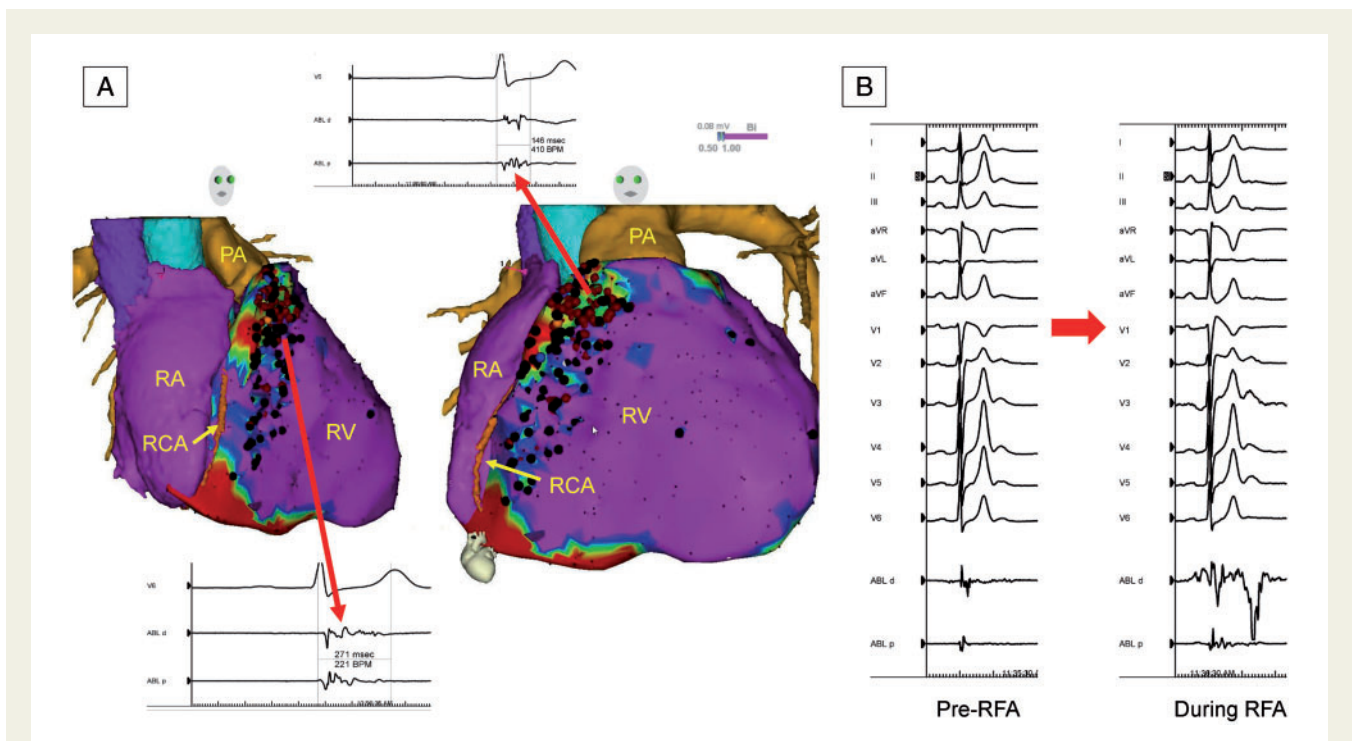 A
V6
ABL d
ABL p
146 msec
410 BPM
0.08 mV
Bi
0.50 1.00
PA
RA
RCA
RV
PA
RA
RCA
RV
V6
ABL d
ABL p
271 msec
221 BPM
B
I
II
III
aVR
aVL
aVF
V1
V2
V3
V4
V5
V6
ABL d
ABL p
Pre-RFA
I
II
III
aVR
aVL
aVF
V1
V2
V3
V4
V5
V6
ABL d
ABL p
During RFA